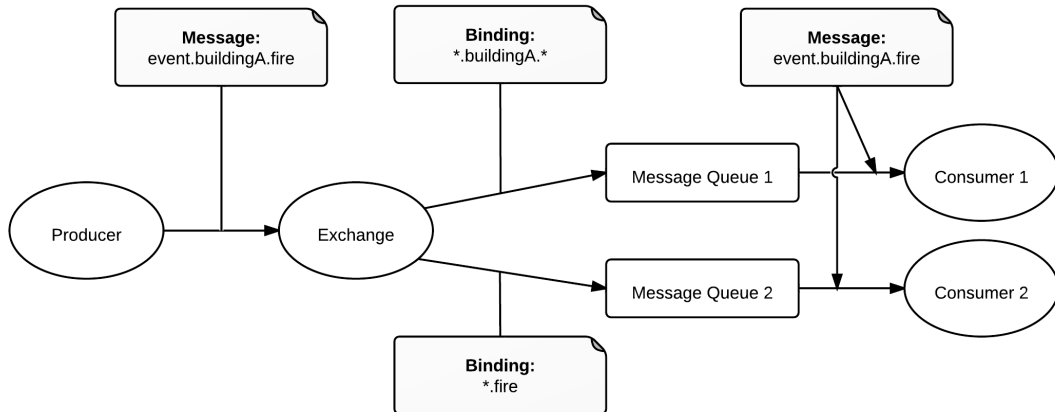 Message:
event.buildingA.fire
Binding:
*.buildingA.*
Message:
event.buildingA.fire
Message Queue 1
Consumer 1
Producer
Exchange
Message Queue 2
Consumer 2
Binding:
*.fire